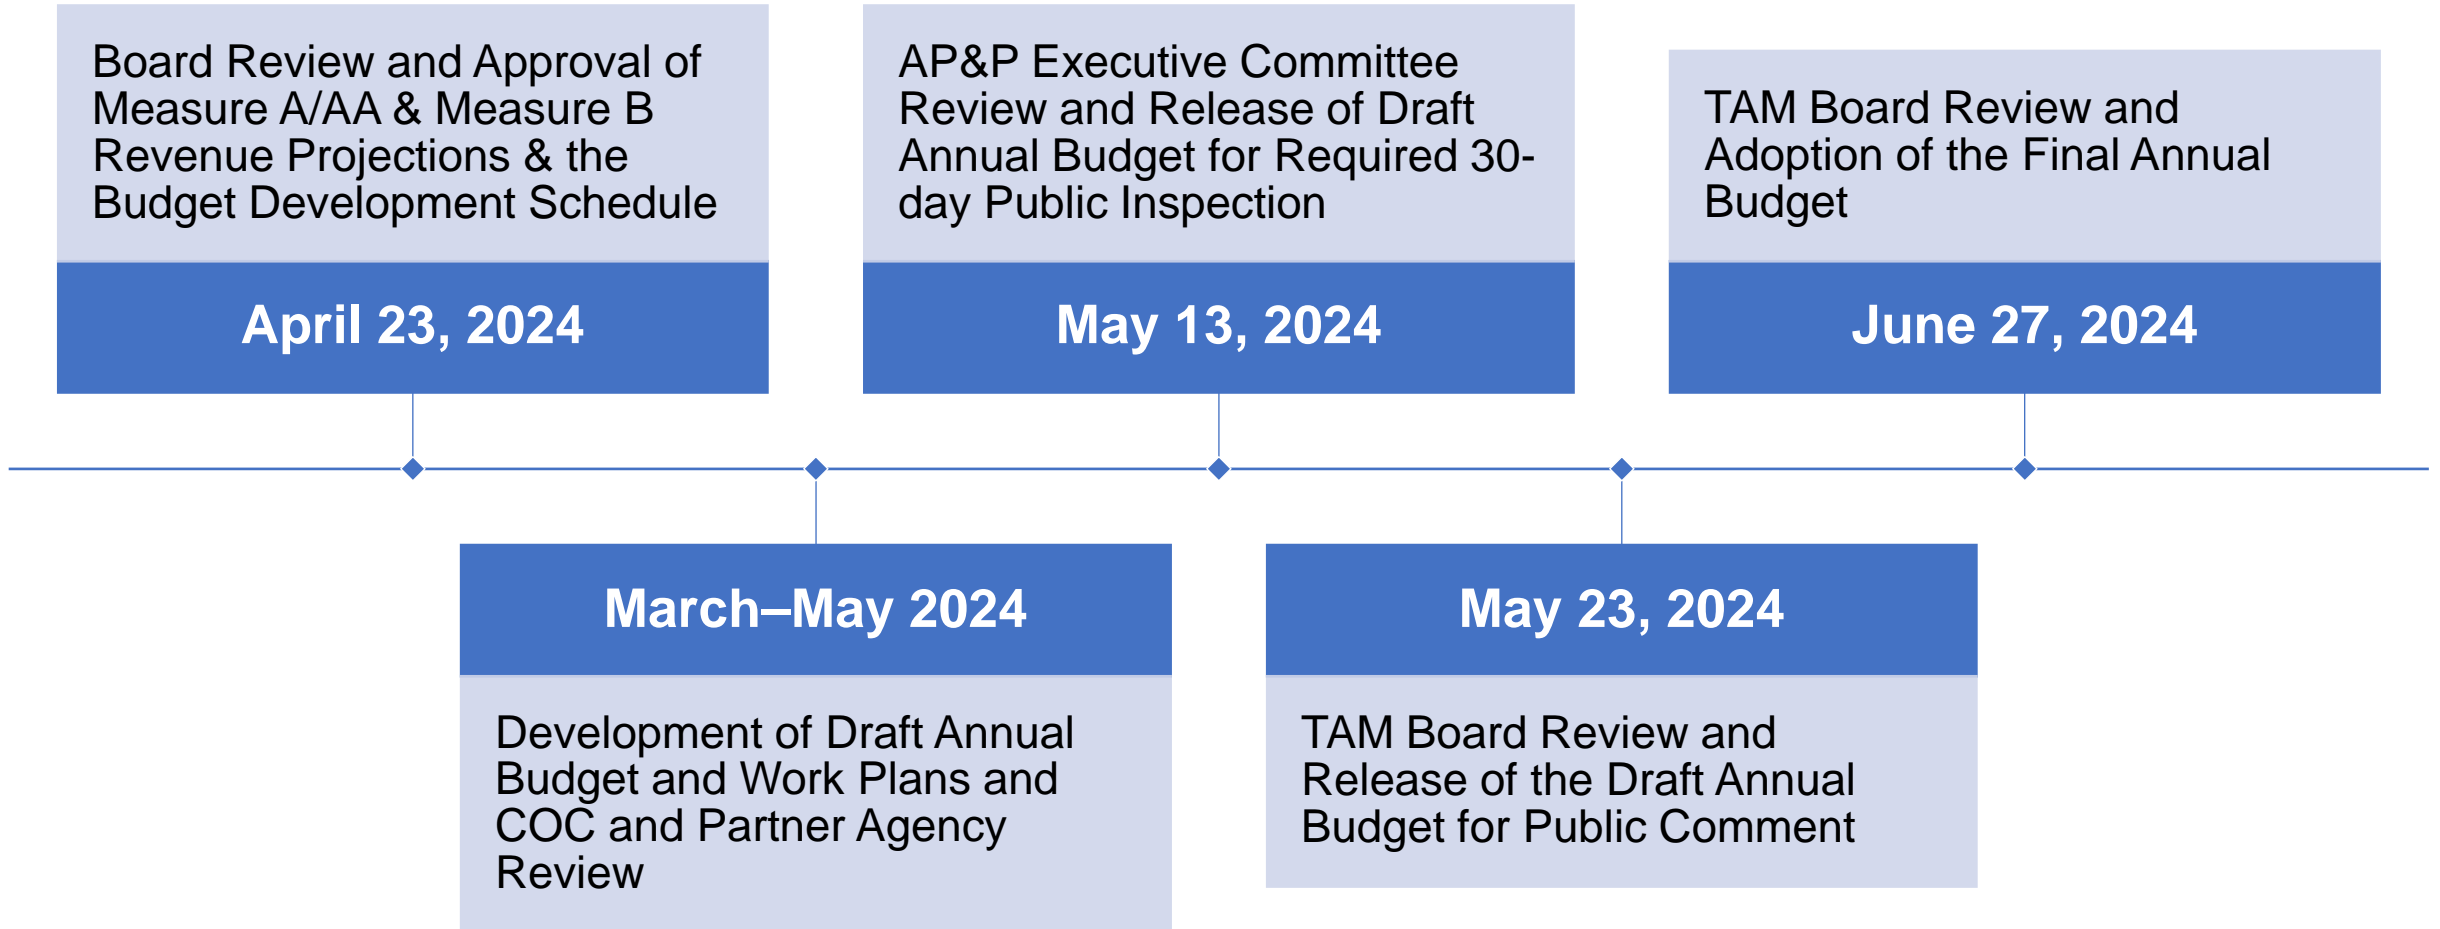 Board Review and Approval of
Measure A/AA & Measure B
Revenue Projections & the
Budget Development Schedule
April 23, 2024
March–May 2024
Development of Draft Annual
Budget and Work Plans and
COC and Partner Agency
Review
AP&P Executive Committee
Review and Release of Draft
Annual Budget for Required 30-
day Public Inspection
May 13, 2024
May 23, 2024
TAM Board Review and
Release of the Draft Annual
Budget for Public Comment
TAM Board Review and
Adoption of the Final Annual
Budget
June 27, 2024